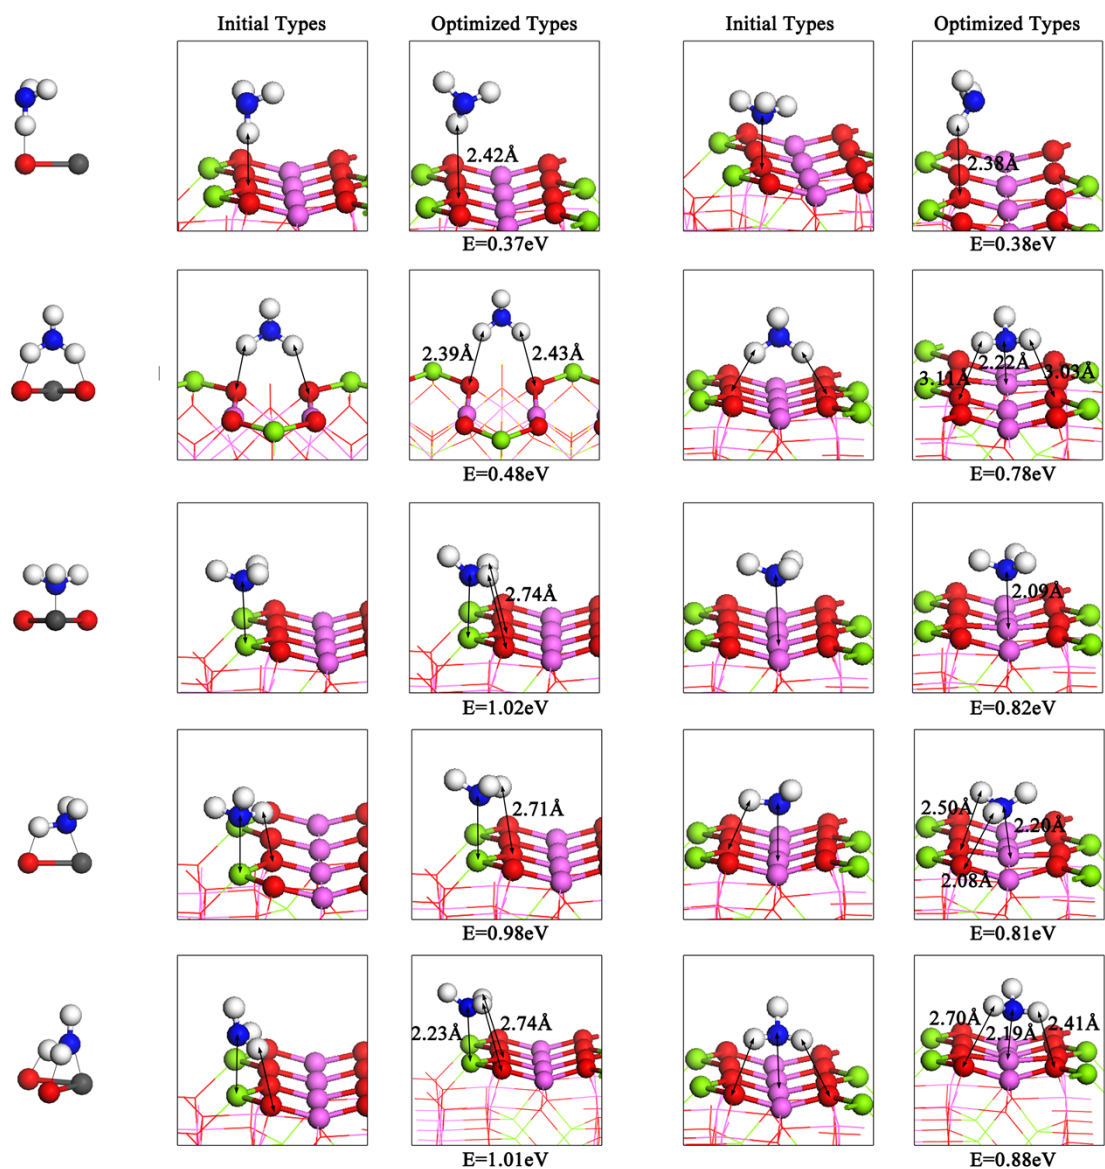 Initial Types Optimized Types Initial Types Optimized Types
2.42Å 2.38Å
E=0.37eV E=0.38eV
2.39Å 2.43Å 3.11Å 2.22Å 3.03Å
E=0.48eV E=0.78eV
2.74Å 2.09Å
E=1.02eV E=0.82eV
2.71Å 2.50Å 2.20Å
2.08Å
E=0.98eV E=0.81eV
2.23Å 2.74Å 2.70Å 2.19Å 2.41Å
E=1.01eV E=0.88eV